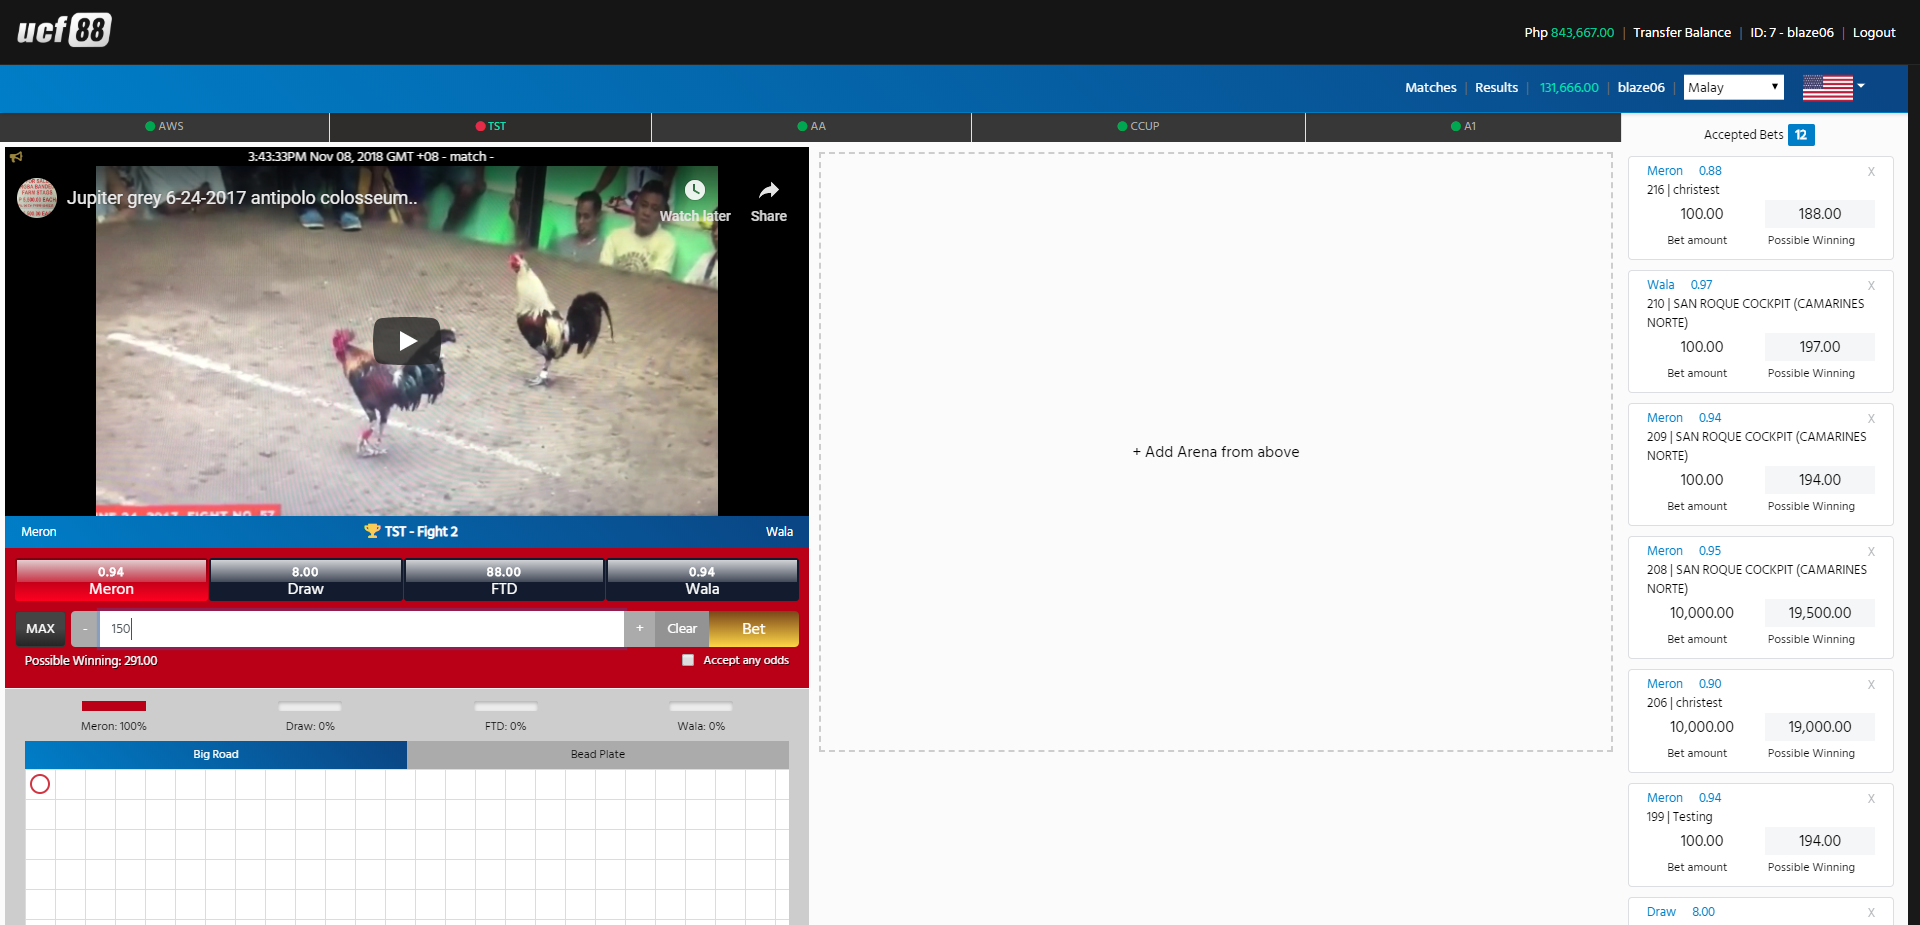 ucf 88
Php 843,667.00 | Transfer Balance | ID: 7 - blaze06 | Logout
Matches | Results | 131,666.00 | blaze06 | Malay
AWS
TST
AA
CCUP
A1
Accepted Bets 12
3:43:33PM Nov 08, 2018 GMT +08 - match -
Jupiter grey 6-24-2017 antipolo colosseum..
Watch later
Share
+ Add Arena from above
Meron
TST - Fight 2
Wala
0.94
Meron
8.00
Draw
88.00
FTD
0.94
Wala
MAX
-
150
+
Clear
Bet
Possible Winning: 291.00
Accept any odds
Meron: 100%
Draw: 0%
FTD: 0%
Wala: 0%
Big Road
Bead Plate
Meron 0.88 X
216 | christest
100.00 188.00
Bet amount Possible Winning
Wala 0.97 X
210 | SAN ROQUE COCKPIT (CAMARINES
NORTE)
100.00 197.00
Bet amount Possible Winning
Meron 0.94 X
209 | SAN ROQUE COCKPIT (CAMARINES
NORTE)
100.00 194.00
Bet amount Possible Winning
Meron 0.95 X
208 | SAN ROQUE COCKPIT (CAMARINES
NORTE)
10,000.00 19,500.00
Bet amount Possible Winning
Meron 0.90 X
206 | christest
10,000.00 19,000.00
Bet amount Possible Winning
Meron 0.94 X
199 | Testing
100.00 194.00
Bet amount Possible Winning
Draw 8.00 X